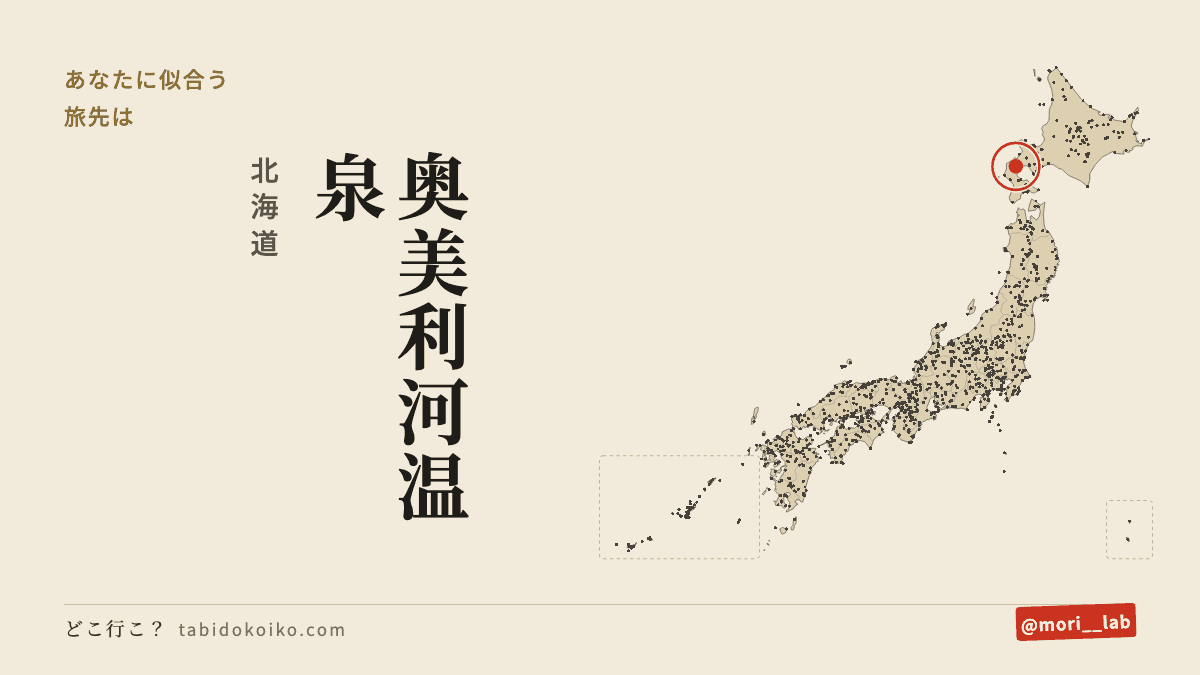 あなたに似合う
旅先は
奥美利河温
泉
北海道
どこ行こ？ tabidokoiko.com
@mori__lab